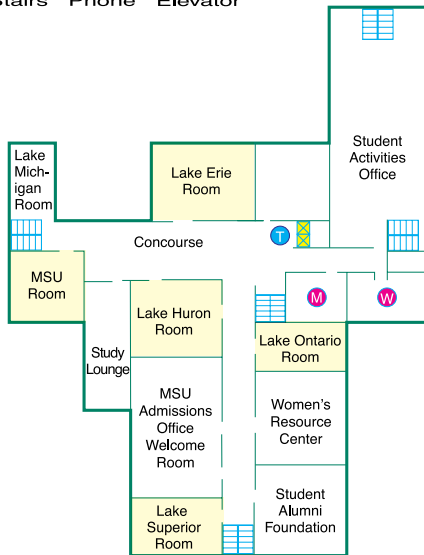 Stairs Phone Elevator
Student
Activities
Office
Lake
Mich-
igan
Room
Lake Erie
Room
T
Concourse
MSU
Room
M
W
Lake Huron
Room
Lake Ontario
Room
Study
Lounge
MSU
Admissions
Office
Welcome
Room
Women's
Resource
Center
Lake
Superior
Room
Student
Alumni
Foundation